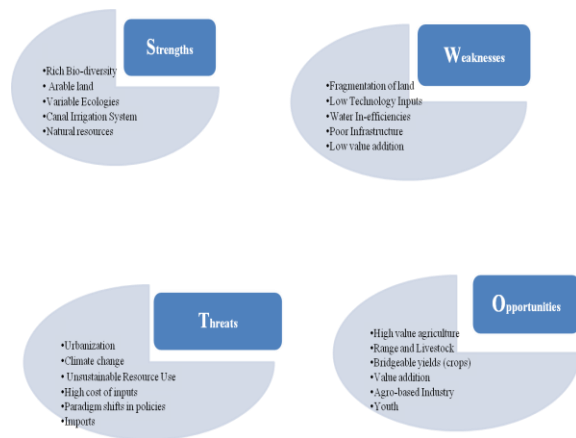 Strengths
•Rich Bio-diversity
• Arable land
•Variable Ecologies
•Canal Irrigation System
•Natural resources
Weaknesses
•Fragmentation of land
•Low Technology Inputs
•Water In-efficiencies
•Poor Infrastructure
•Low value addition
Threats
•Urbanization
•Climate change
• Unsustainable Resource Use
•High cost of inputs
•Paradigm shifts in policies
•Imports
Opportunities
•High value agriculture
•Range and Livestock
•Bridgeable yields (crops)
•Value addition
•Agro-based Industry
•Youth